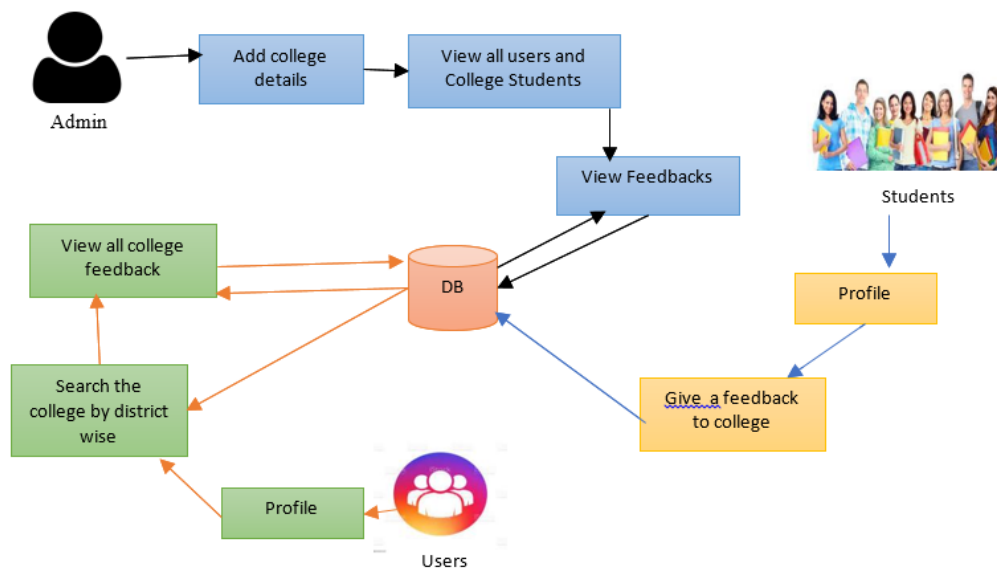 Add college
details
View all users and
College Students
Admin
View Feedbacks
Students
View all college
feedback
DB
Profile
Search the
college by district
wise
Give  a feedback
to college
Profile
Users